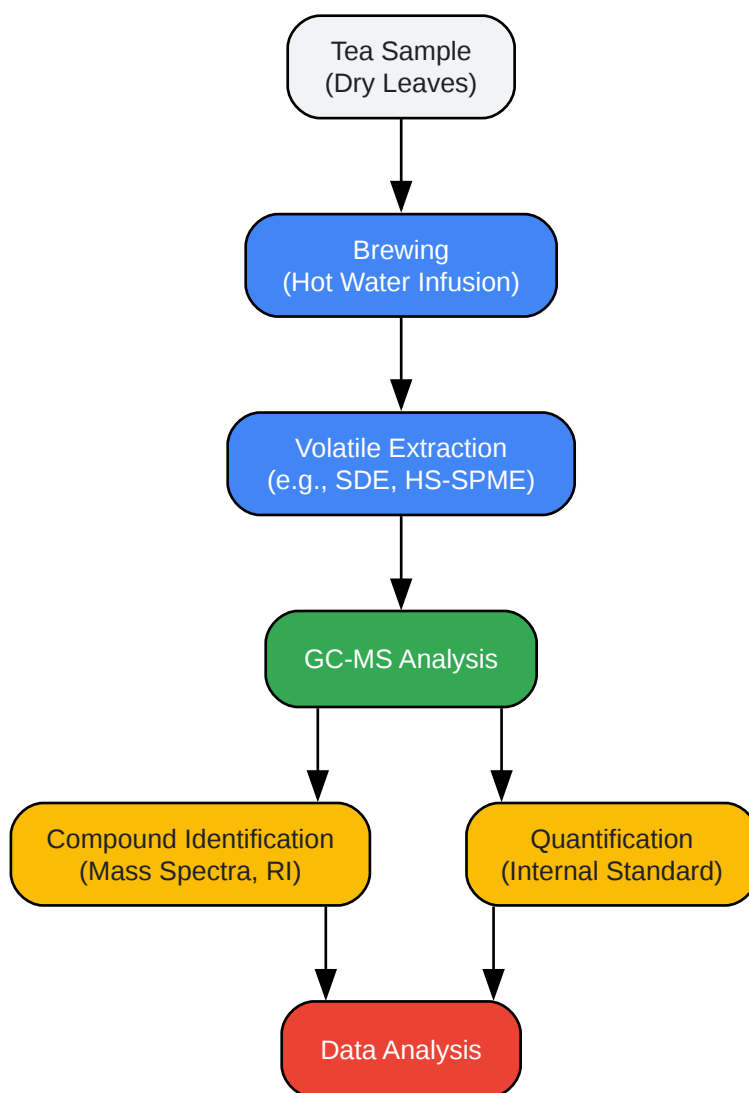 Tea Sample
(Dry Leaves)
Brewing
(Hot Water Infusion)
Volatile Extraction
(e.g., SDE, HS-SPME)
GC-MS Analysis
Compound Identification
(Mass Spectra, RI)
Quantification
(Internal Standard)
Data Analysis